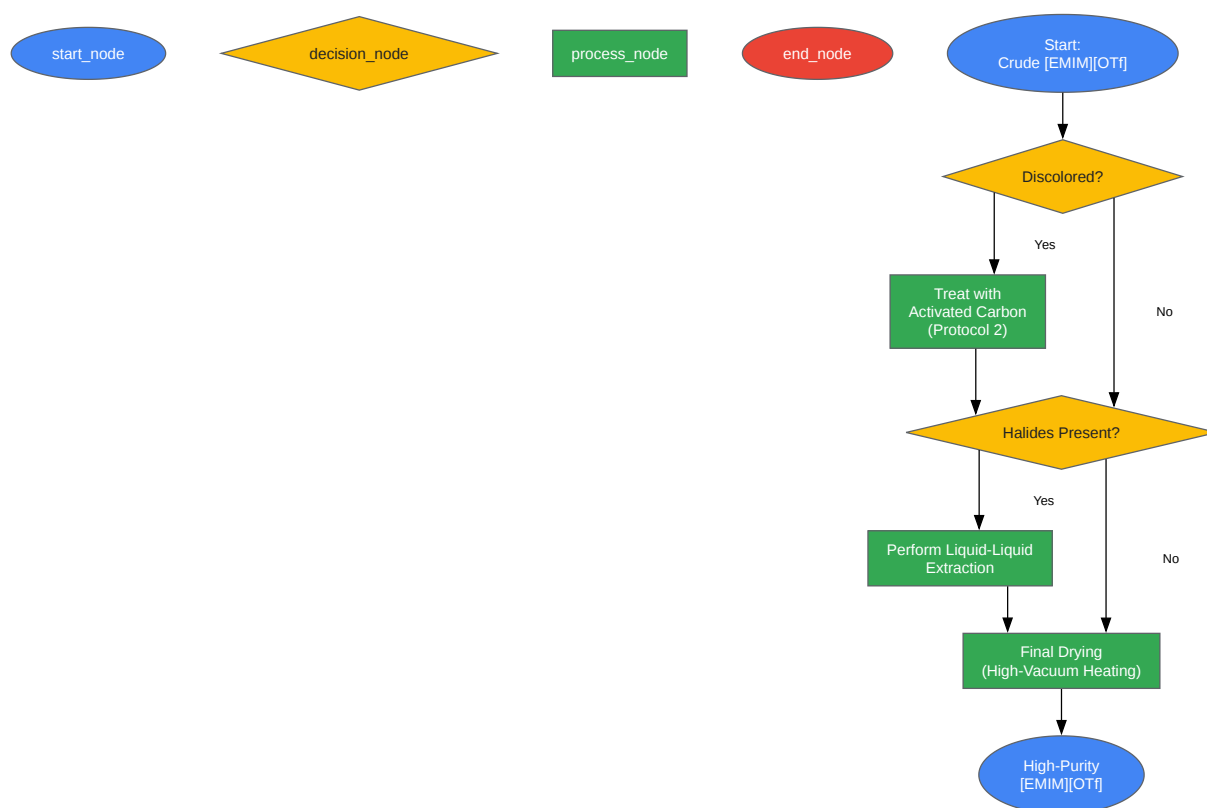 start_node
decision_node
process_node
end_node
Start:
Crude [EMIM][OTf]
Discolored?
Yes
Treat with
Activated Carbon
(Protocol 2)
No
Halides Present?
Yes
Perform Liquid-Liquid
Extraction
No
Final Drying
(High-Vacuum Heating)
High-Purity
[EMIM][OTf]